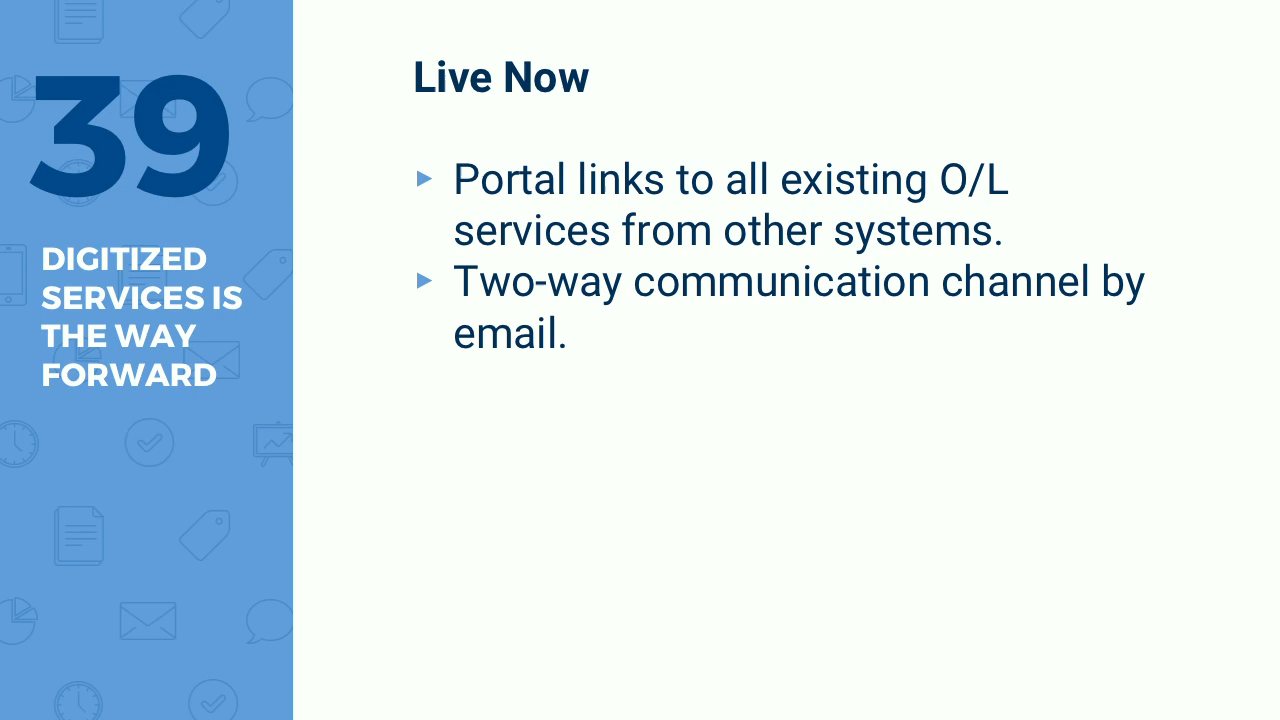 39
DIGITIZED
SERVICES IS
THE WAY
FORWARD
Live Now
▸ Portal links to all existing O/L
services from other systems.
▸ Two-way communication channel by
email.